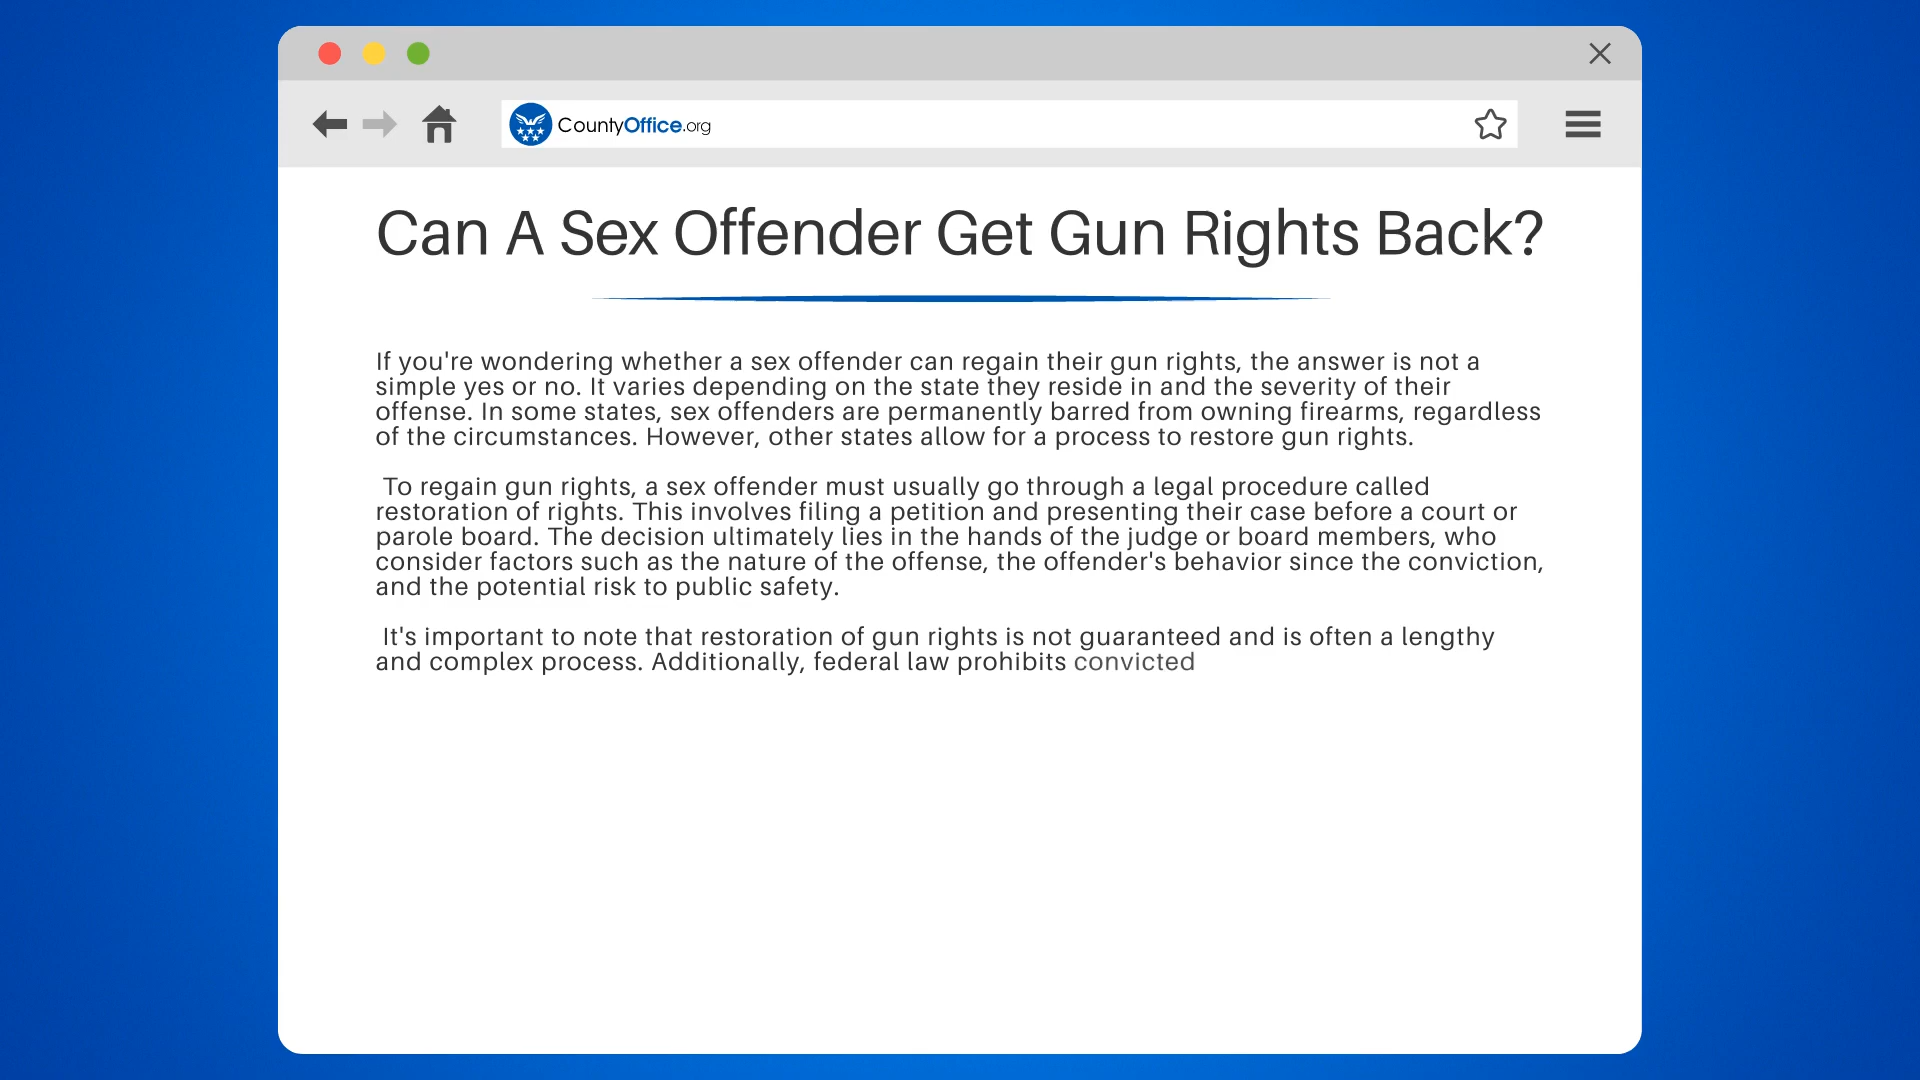 CountyOffice.org
Can A Sex Offender Get Gun Rights Back?
If you're wondering whether a sex offender can regain their gun rights, the answer is not a
simple yes or no. It varies depending on the state they reside in and the severity of their
offense. In some states, sex offenders are permanently barred from owning firearms, regardless
of the circumstances. However, other states allow for a process to restore gun rights.
To regain gun rights, a sex offender must usually go through a legal procedure called
restoration of rights. This involves filing a petition and presenting their case before a court or
parole board. The decision ultimately lies in the hands of the judge or board members, who
consider factors such as the nature of the offense, the offender's behavior since the conviction,
and the potential risk to public safety.
It's important to note that restoration of gun rights is not guaranteed and is often a lengthy
and complex process. Additionally, federal law prohibits convicted